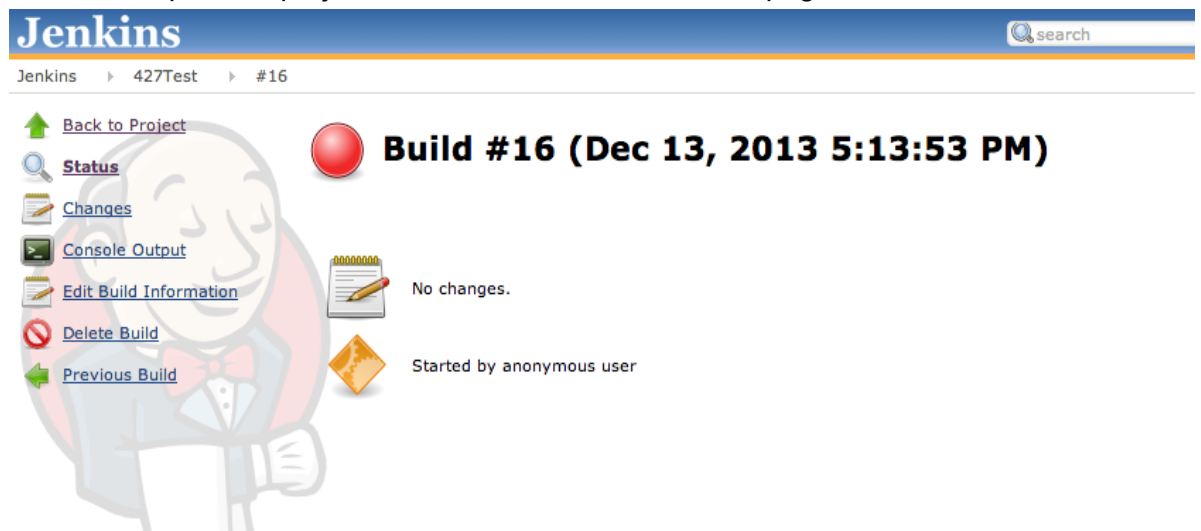 Jenkins
search
Jenkins 427Test #16
Back to Project
Status
Changes
Console Output
Edit Build Information
Delete Build
Previous Build
Build #16 (Dec 13, 2013 5:13:53 PM)
No changes.
Started by anonymous user